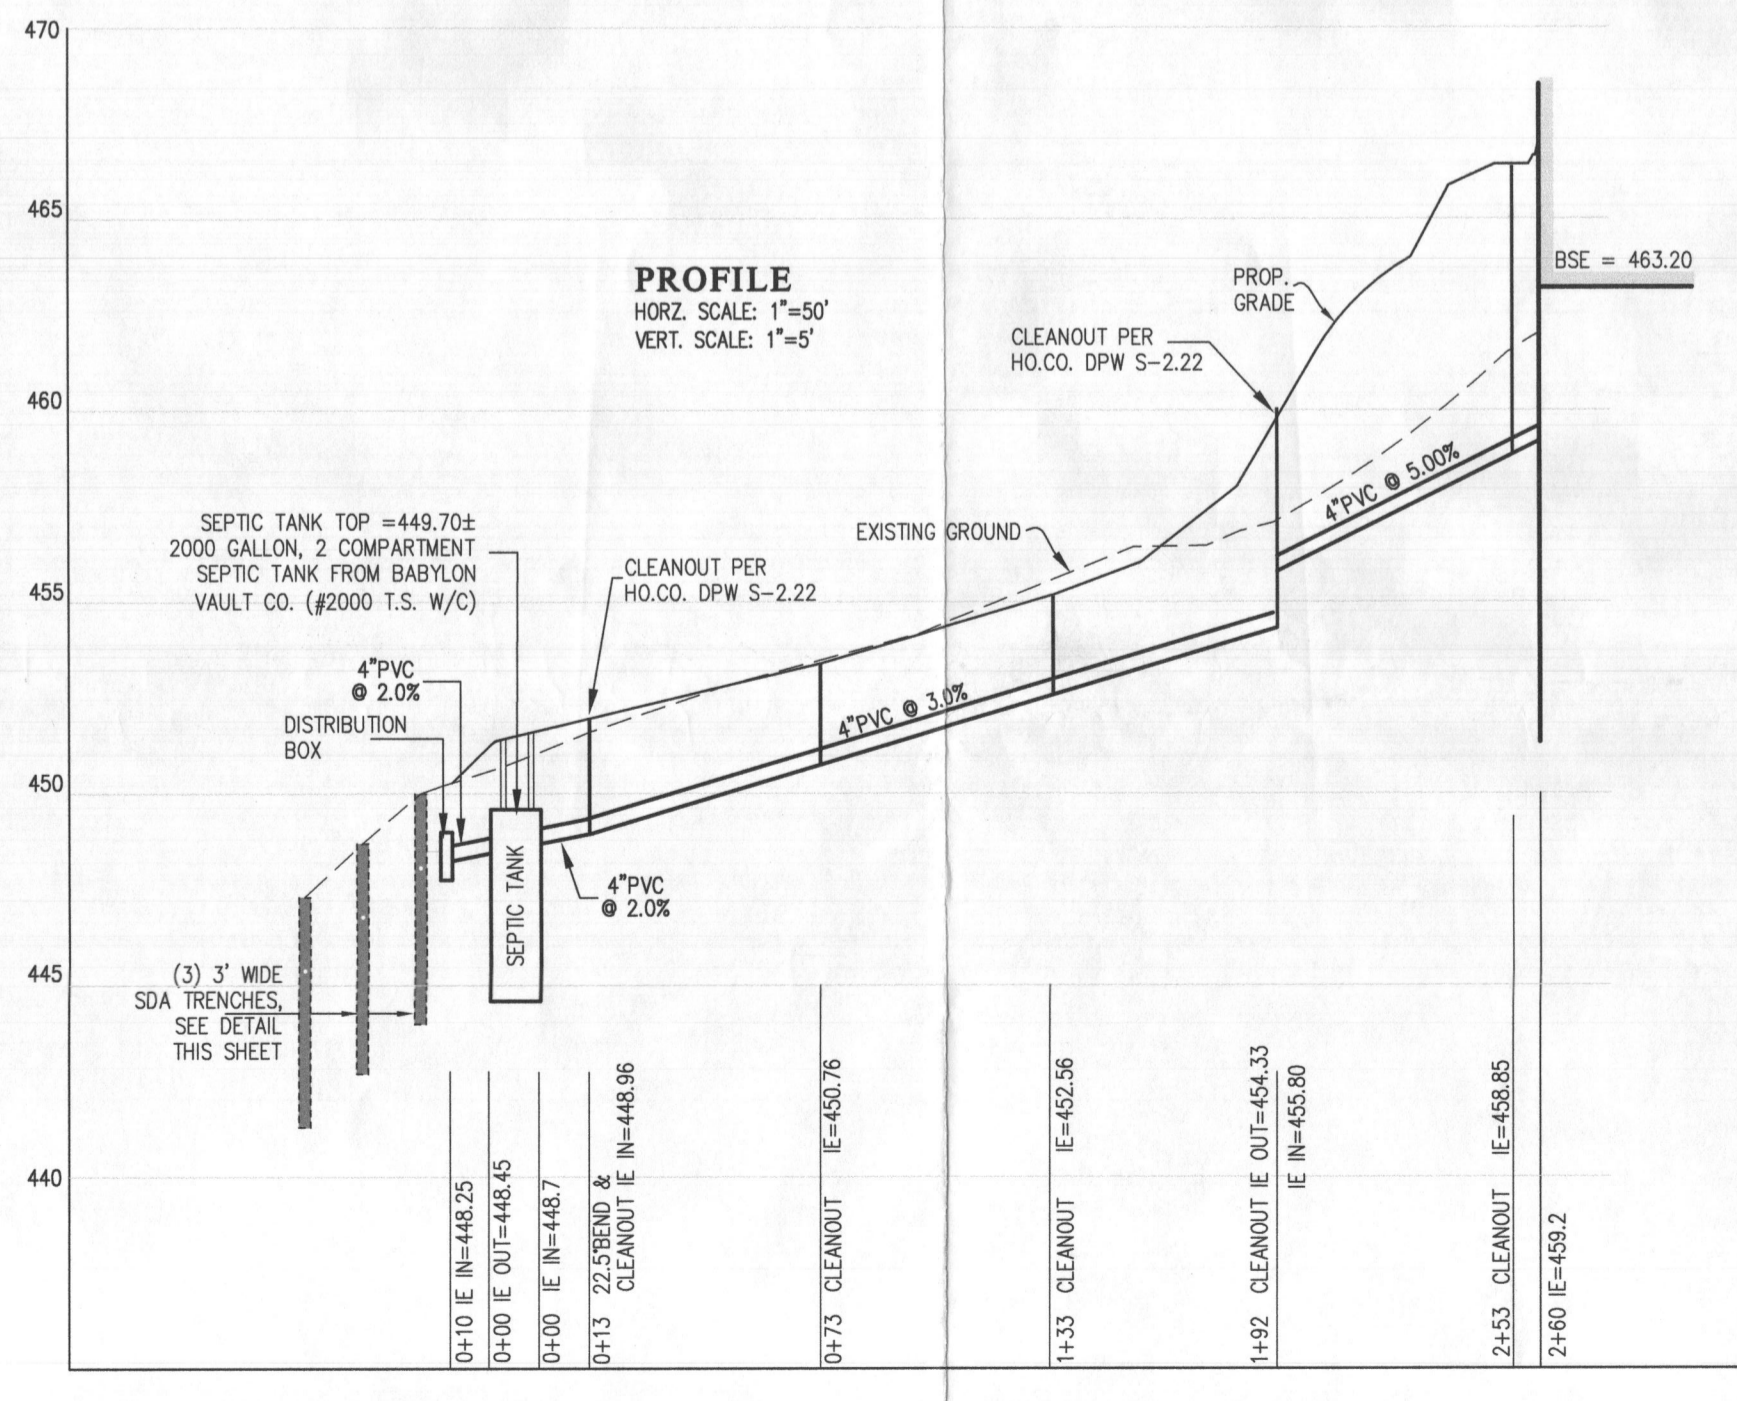 470
465
460
455
450
445
440
PROFILE
HORZ. SCALE: 1"=50'
VERT. SCALE: 1"=5'
BSE = 463.20
PROP.
GRADE
CLEANOUT PER
HO.CO. DPW S-2.22
4"PVC @ 5.00%
EXISTING GROUND
SEPTIC TANK TOP =449.70±
2000 GALLON, 2 COMPARTMENT
SEPTIC TANK FROM BABYLON
VAULT CO. (#2000 T.S. W/C)
CLEANOUT PER
HO.CO. DPW S-2.22
4"PVC
@ 2.0%
DISTRIBUTION
BOX
4"PVC @ 3.0%
SEPTIC TANK
4"PVC
@ 2.0%
(3) 3' WIDE
SDA TRENCHES,
SEE DETAIL
THIS SHEET
0+10 IE IN=448.25
0+00 IE OUT=448.45
0+00 IE IN=448.7
0+13 22.5°BEND &
CLEANOUT IE IN=448.96
0+73 CLEANOUT IE=450.76
1+33 CLEANOUT IE=452.56
1+92 CLEANOUT IE OUT=454.33
IE IN=455.80
2+53 CLEANOUT IE=458.85
2+60 IE=459.2